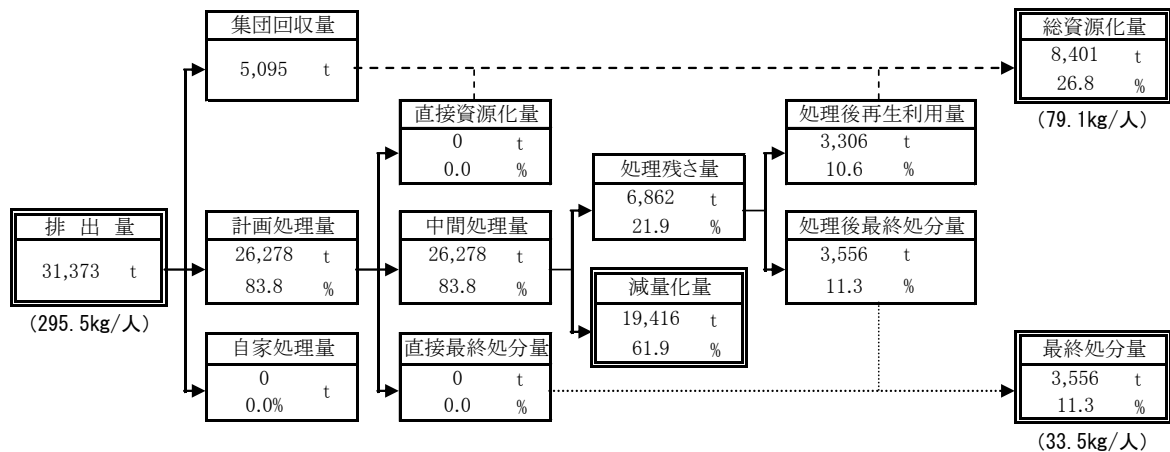 集団回収量
5,095 t
総資源化量
8,401 t
26.8 %
(79.1kg/人)
直接資源化量
0 t
0.0 %
処理後再生利用量
3,306 t
10.6 %
処理残さ量
6,862 t
21.9 %
排 出 量
31,373 t
(295.5kg/人)
計画処理量
26,278 t
83.8 %
中間処理量
26,278 t
83.8 %
処理後最終処分量
3,556 t
11.3 %
減量化量
19,416 t
61.9 %
自家処理量
0 t
0.0%
直接最終処分量
0 t
0.0 %
最終処分量
3,556 t
11.3 %
(33.5kg/人)